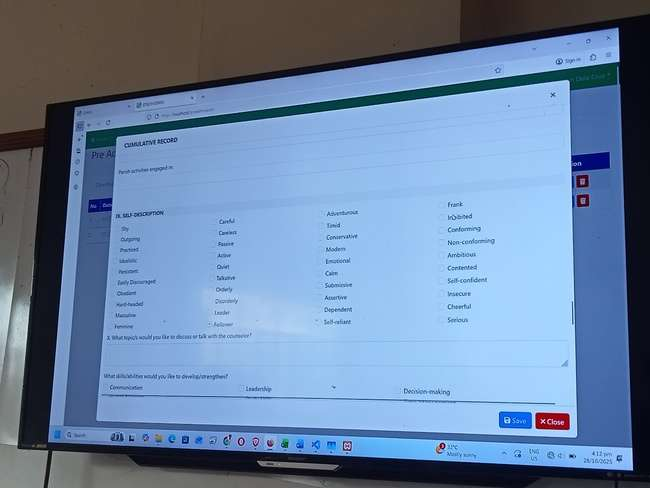 Sign in
CUMULATIVE RECORD
Parish activities engaged in:
IX. SELF-DESCRIPTION
Shy Careful Adventurous Frank
Outgoing Careless Timid Inhibited
Practical Passive Conservative Conforming
Idealistic Active Modern Non-conforming
Persistent Quiet Emotional Ambitious
Easily Discouraged Talkative Calm Contented
Obedient Orderly Submissive Self-confident
Hard-headed Disorderly Assertive Insecure
Masculine Leader Dependent Cheerful
Feminine Follower Self-reliant Serious
X. What topic/s would you like to discuss or talk with the counselor?
What skills/abilities would you like to develop/strengthen?
Communication Leadership Decision-making
Save Close
Pre
No
Search
Mostly sunny
ENG
US
4:12 pm
28/10/2025